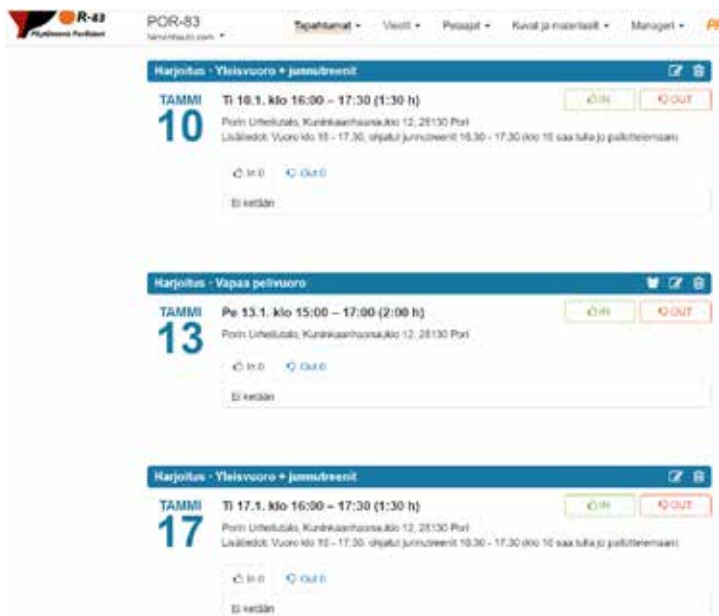 R-83
POR-83
Tapahtumat
Viestit
Pelaajat
Kuvat ja materiaalit
Manageri
Harjoitus - Yleisvuoro + junnutreenit
TAMMI
10
Ti 10.1. klo 16:00 – 17:30 (1:30 h)
IN
OUT
Porin Urheilutalo, 12, 28130 Pori
Lisätiedot: Vuoro klo 16 - 17.30, ohjatut junnutreenit 16.30 - 17.30 (klo 16 saa tulla jo pallottelemaan)
In 0
Out 0
Ei ketään
Harjoitus - Vapaa pelivuoro
TAMMI
13
Pe 13.1. klo 15:00 – 17:00 (2:00 h)
IN
OUT
Porin Urheilutalo, 12, 28130 Pori
In 0
Out 0
Ei ketään
Harjoitus - Yleisvuoro + junnutreenit
TAMMI
17
Ti 17.1. klo 16:00 – 17:30 (1:30 h)
IN
OUT
Porin Urheilutalo, 12, 28130 Pori
Lisätiedot: Vuoro klo 16 - 17.30, ohjatut junnutreenit 16.30 - 17.30 (klo 16 saa tulla jo pallottelemaan)
In 0
Out 0
Ei ketään